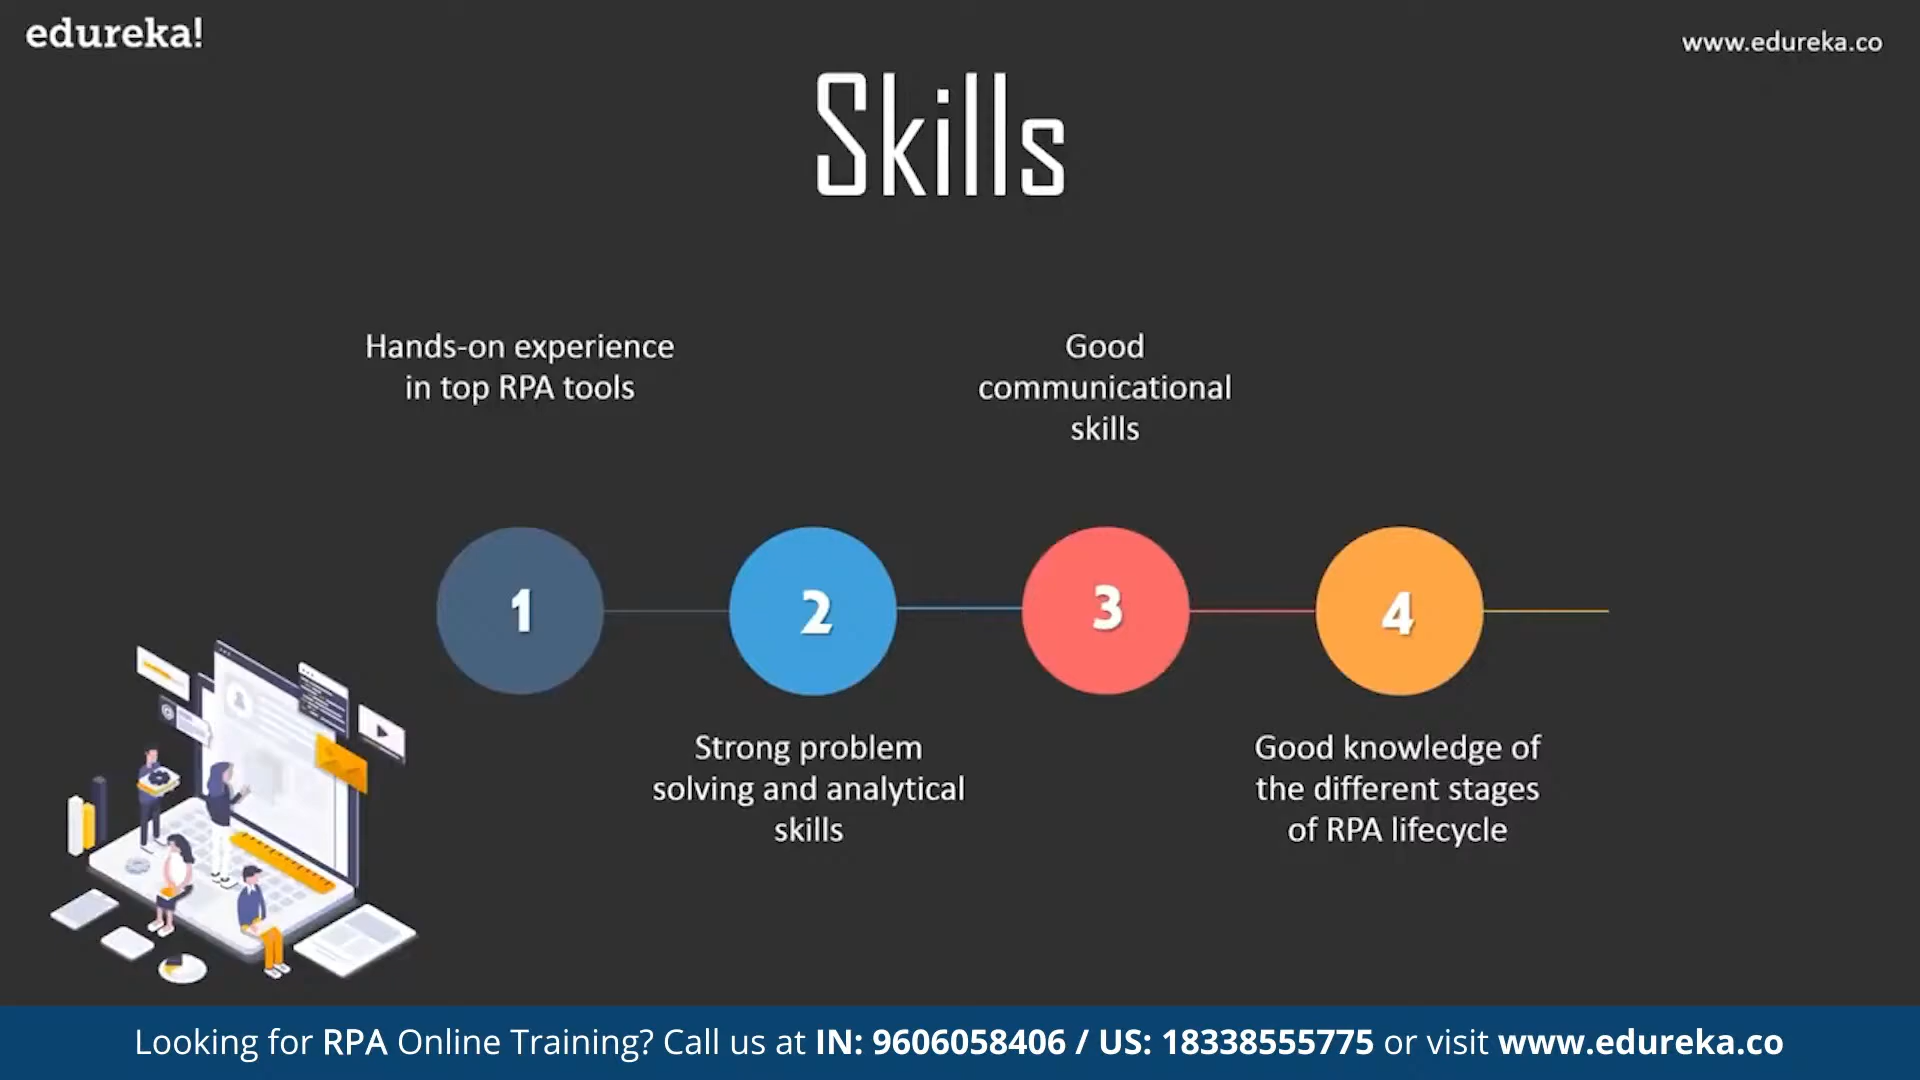 edureka!
www.edureka.co
Skills
Hands-on experience
in top RPA tools
Good
communicational
skills
1
2
3
4
Strong problem
solving and analytical
skills
Good knowledge of
the different stages
of RPA lifecycle
Looking for RPA Online Training? Call us at IN: 9606058406 / US: 18338555775 or visit www.edureka.co